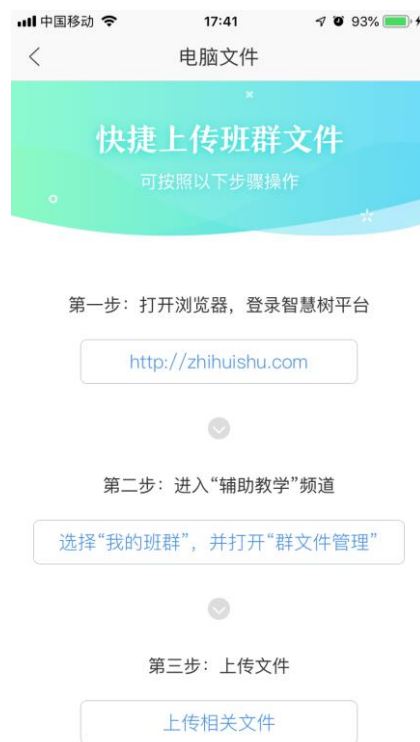 中国移动 17:41 93%
电脑文件
快捷上传班群文件
可按照以下步骤操作
第一步：打开浏览器，登录智慧树平台
http://zhihuishu.com
第二步：进入“辅助教学”频道
选择“我的班群”，并打开“群文件管理”
第三步：上传文件
上传相关文件